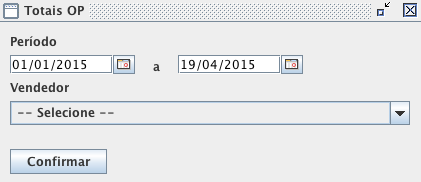 Totais OP
Período
01/01/2015 a 19/04/2015
Vendedor
-- Selecione --
Confirmar